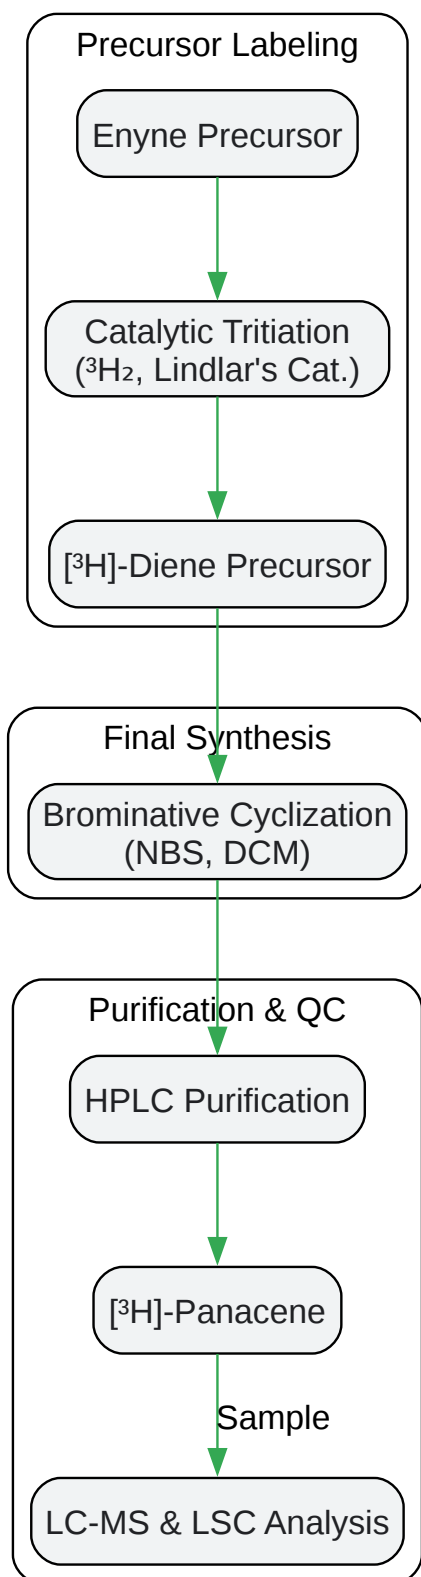 Precursor Labeling
Enyne Precursor
Catalytic Tritiation
(³H₂, Lindlar's Cat.)
[³H]-Diene Precursor
Final Synthesis
Brominative Cyclization
(NBS, DCM)
Purification & QC
HPLC Purification
[³H]-Panacene
Sample
LC-MS & LSC Analysis